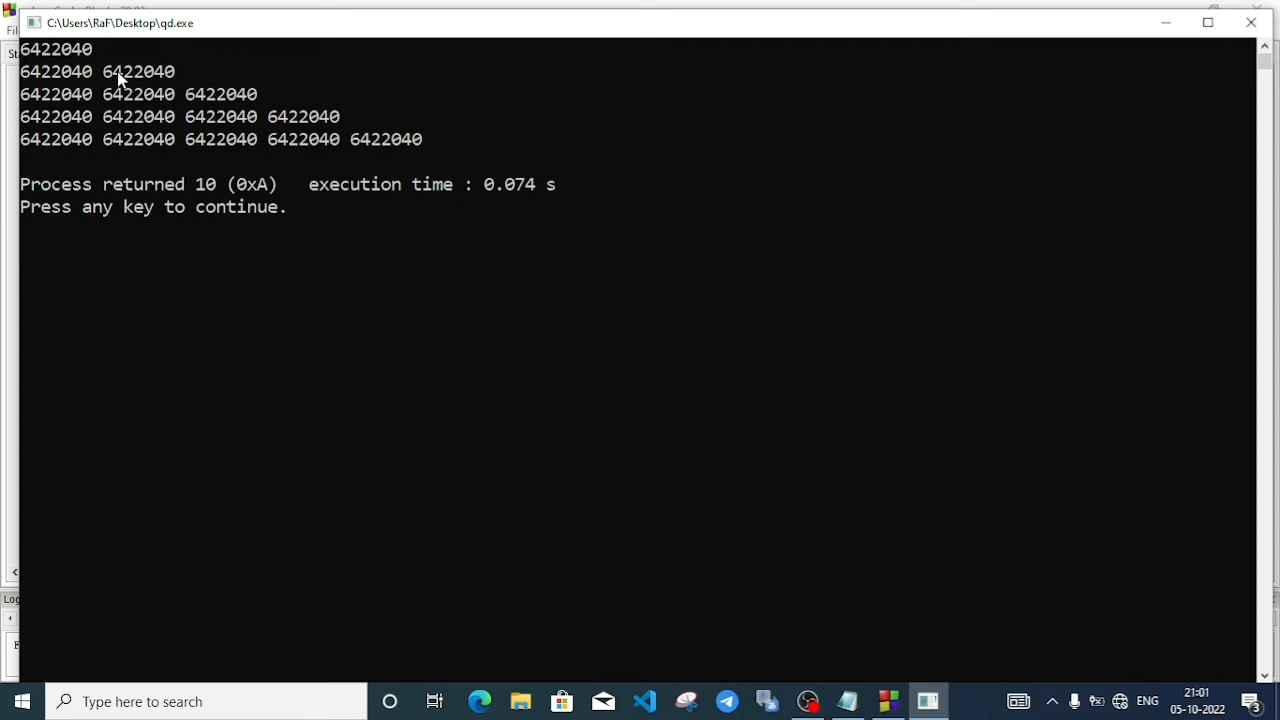 C:\Users\RaF\Desktop\qd.exe
6422040
6422040 6422040
6422040 6422040 6422040
6422040 6422040 6422040 6422040
6422040 6422040 6422040 6422040 6422040
Process returned 10 (0xA)   execution time : 0.074 s
Press any key to continue.
Type here to search
ENG
21:01
05-10-2022
3